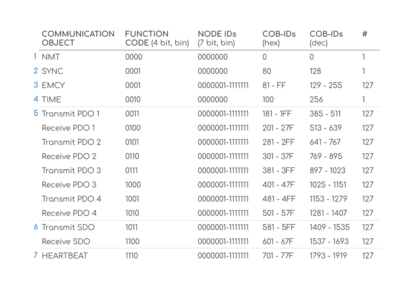 COMMUNICATION FUNCTION NODE IDs COB-IDs COB-IDs #
OBJECT CODE (4 bit, bin) (7 bit, bin) (hex) (dec)
1 NMT 0000 0000000 0 0 1
2 SYNC 0001 0000000 80 128 1
3 EMCY 0001 0000001-1111111 81 - FF 129 - 255 127
4 TIME 0010 0000000 100 256 1
5 Transmit PDO 1 0011 0000001-1111111 181 - 1FF 385 - 511 127
Receive PDO 1 0100 0000001-1111111 201 - 27F 513 - 639 127
Transmit PDO 2 0101 0000001-1111111 281 - 2FF 641 - 767 127
Receive PDO 2 0110 0000001-1111111 301 - 37F 769 - 895 127
Transmit PDO 3 0111 0000001-1111111 381 - 3FF 897 - 1023 127
Receive PDO 3 1000 0000001-1111111 401 - 47F 1025 - 1151 127
Transmit PDO 4 1001 0000001-1111111 481 - 4FF 1153 - 1279 127
Receive PDO 4 1010 0000001-1111111 501 - 57F 1281 - 1407 127
6 Transmit SDO 1011 0000001-1111111 581 - 5FF 1409 - 1535 127
Receive SDO 1100 0000001-1111111 601 - 67F 1537 - 1693 127
7 HEARTBEAT 1110 0000001-1111111 701 - 77F 1793 - 1919 127